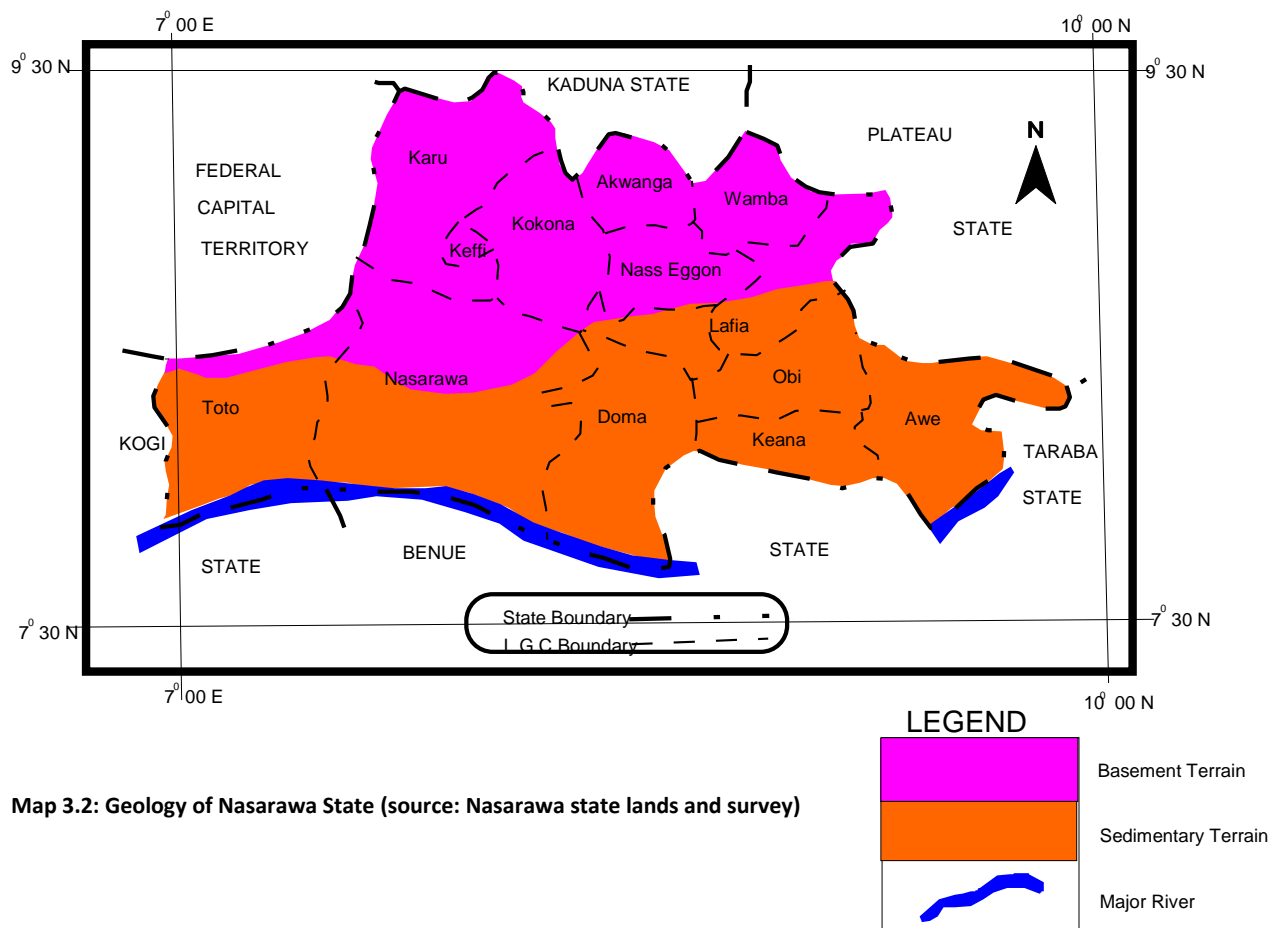 7⁰ 00 E
10⁰ 00 N
9⁰ 30 N
9⁰ 30 N
KADUNA STATE
PLATEAU
N
FEDERAL
Karu
CAPITAL
Akwanga
Wamba
Kokona
STATE
TERRITORY
Keffi
Nass Eggon
Lafia
Nasarawa
Obi
Toto
Doma
Awe
KOGI
Keana
TARABA
STATE
STATE
BENUE
STATE
State Boundary
L G C Boundary
7⁰ 30 N
7⁰ 30 N
7⁰ 00 E
10⁰ 00 N
LEGEND
Basement Terrain
Map 3.2: Geology of Nasarawa State (source: Nasarawa state lands and survey)
Sedimentary Terrain
Major River